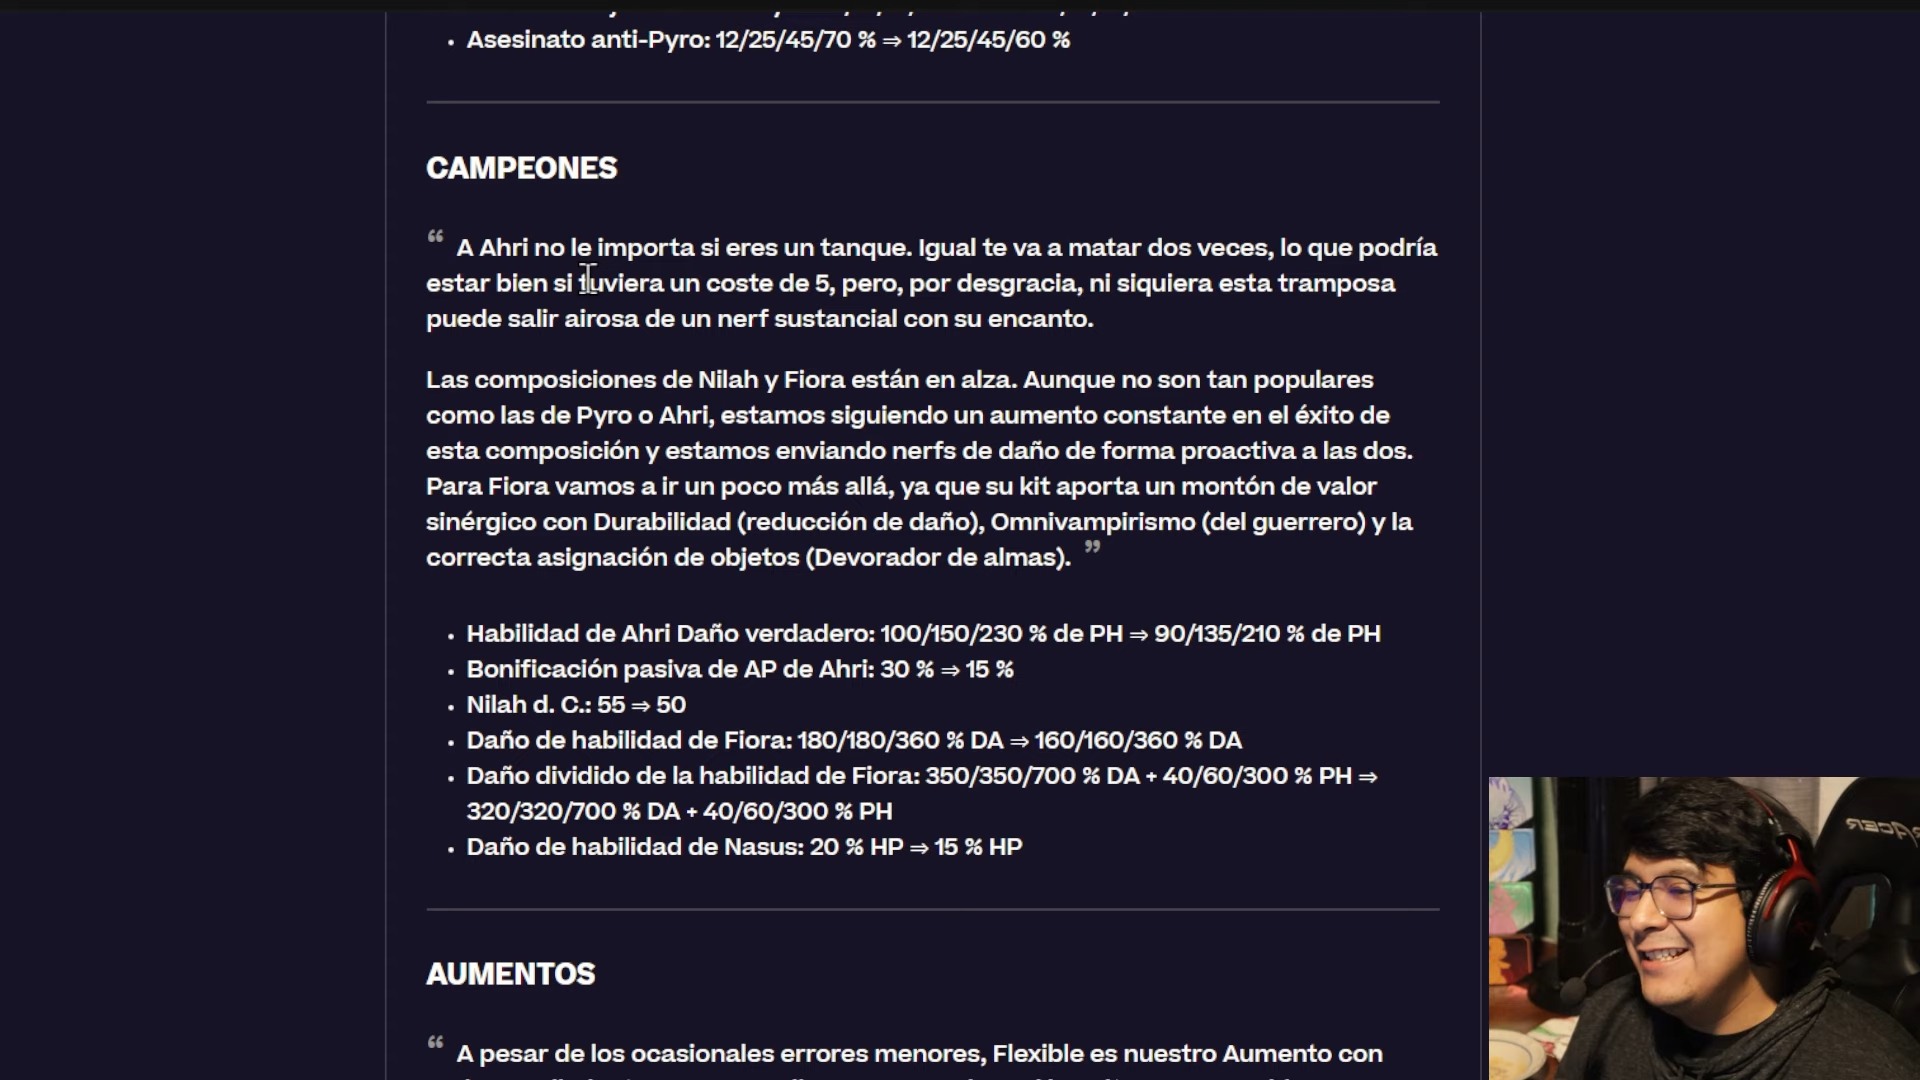 • Asesinato anti-Pyro: 12/25/45/70 % ⇒ 12/25/45/60 %
CAMPEONES
“ A Ahri no le importa si eres un tanque. Igual te va a matar dos veces, lo que podría
estar bien si tuviera un coste de 5, pero, por desgracia, ni siquiera esta tramposa
puede salir airosa de un nerf sustancial con su encanto.
Las composiciones de Nilah y Fiora están en alza. Aunque no son tan populares
como las de Pyro o Ahri, estamos siguiendo un aumento constante en el éxito de
esta composición y estamos enviando nerfs de daño de forma proactiva a las dos.
Para Fiora vamos a ir un poco más allá, ya que su kit aporta un montón de valor
sinérgico con Durabilidad (reducción de daño), Omnivampirismo (del guerrero) y la
correcta asignación de objetos (Devorador de almas). ”
• Habilidad de Ahri Daño verdadero: 100/150/230 % de PH ⇒ 90/135/210 % de PH
• Bonificación pasiva de AP de Ahri: 30 % ⇒ 15 %
• Nilah d. C.: 55 ⇒ 50
• Daño de habilidad de Fiora: 180/180/360 % DA ⇒ 160/160/360 % DA
• Daño dividido de la habilidad de Fiora: 350/350/700 % DA + 40/60/300 % PH ⇒
320/320/700 % DA + 40/60/300 % PH
• Daño de habilidad de Nasus: 20 % HP ⇒ 15 % HP
AUMENTOS
“ A pesar de los ocasionales errores menores, Flexible es nuestro Aumento con